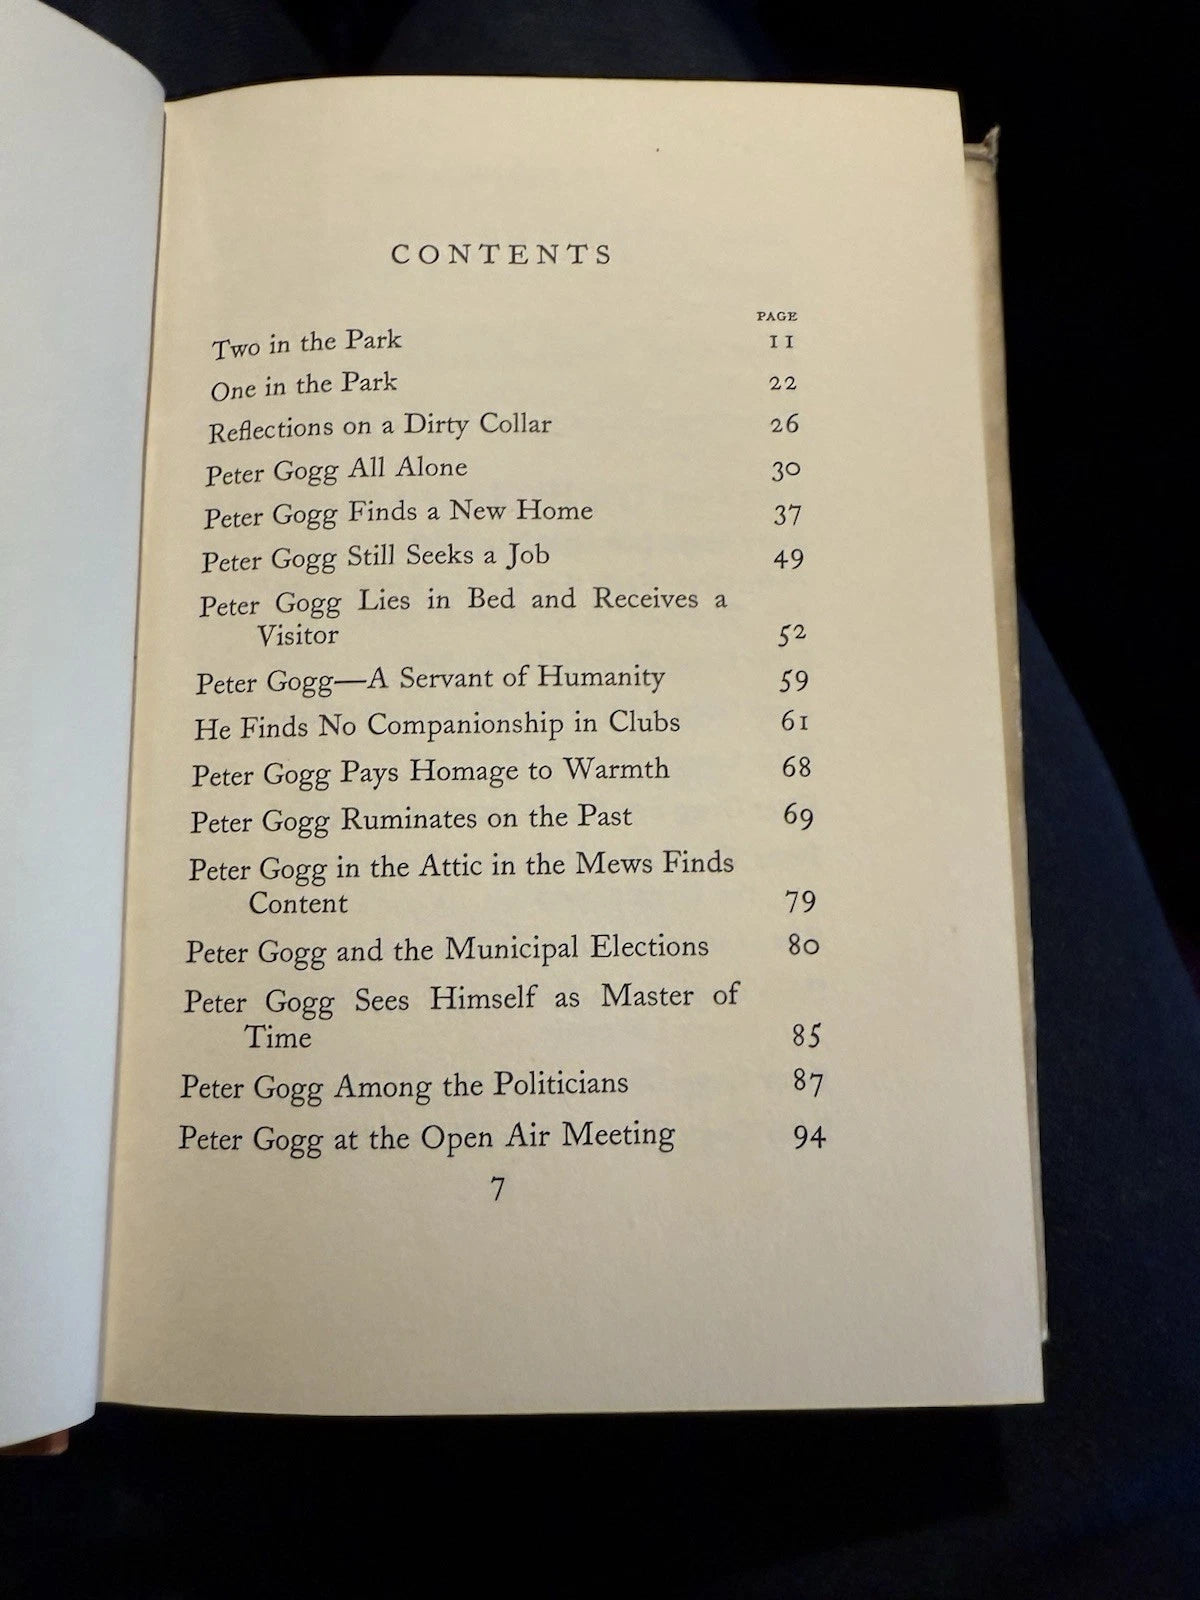 CONTENTS
PAGE
Two in the Park 11
One in the Park 22
Reflections on a Dirty Collar 26
Peter Gogg All Alone 30
Peter Gogg Finds a New Home 37
Peter Gogg Still Seeks a Job 49
Peter Gogg Lies in Bed and Receives a
Visitor 52
Peter Gogg—A Servant of Humanity 59
He Finds No Companionship in Clubs 61
Peter Gogg Pays Homage to Warmth 68
Peter Gogg Ruminates on the Past 69
Peter Gogg in the Attic in the Mews Finds
Content 79
Peter Gogg and the Municipal Elections 80
Peter Gogg Sees Himself as Master of
Time 85
Peter Gogg Among the Politicians 87
Peter Gogg at the Open Air Meeting 94
7